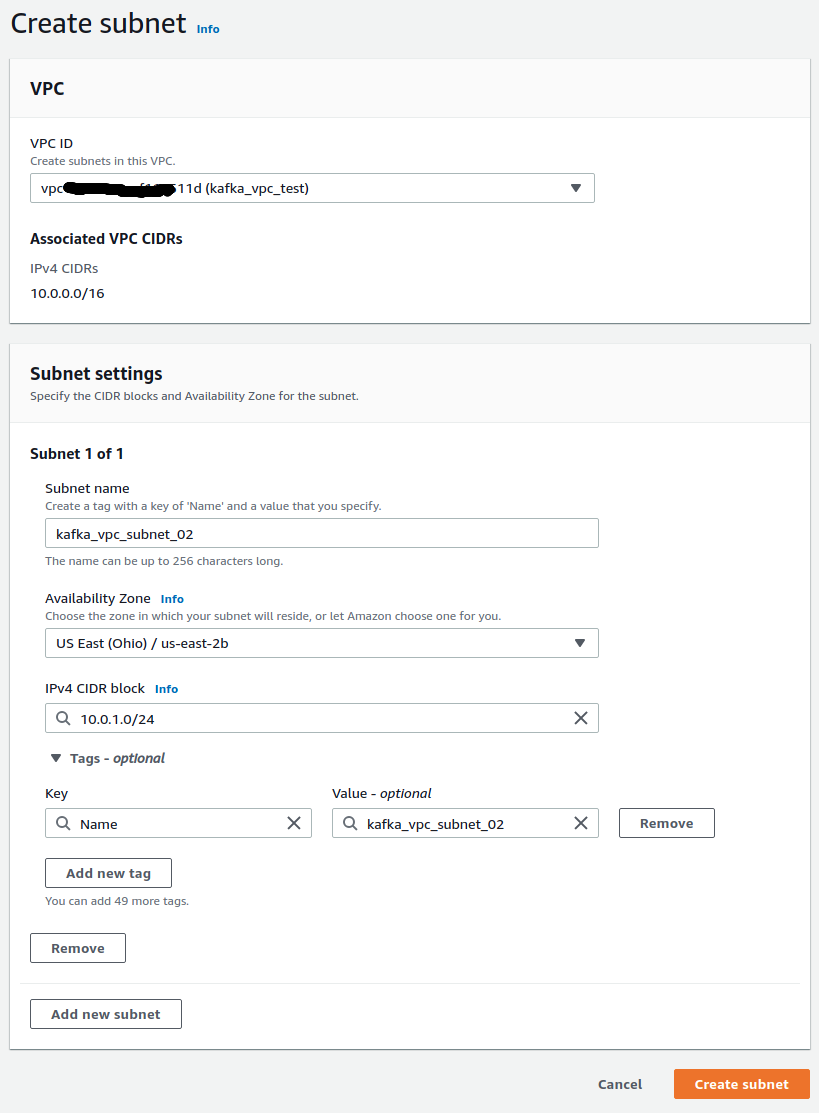 Create subnet Info
VPC
VPC ID
Create subnets in this VPC.
vpc 11d (kafka_vpc_test)
Associated VPC CIDRs
IPv4 CIDRs
10.0.0.0/16
Subnet settings
Specify the CIDR blocks and Availability Zone for the subnet.
Subnet 1 of 1
Subnet name
Create a tag with a key of 'Name' and a value that you specify.
kafka_vpc_subnet_02
The name can be up to 256 characters long.
Availability Zone Info
Choose the zone in which your subnet will reside, or let Amazon choose one for you.
US East (Ohio) / us-east-2b
IPv4 CIDR block Info
10.0.1.0/24
Tags - optional
Key Value - optional
Name kafka_vpc_subnet_02 Remove
Add new tag
You can add 49 more tags.
Remove
Add new subnet
Cancel Create subnet